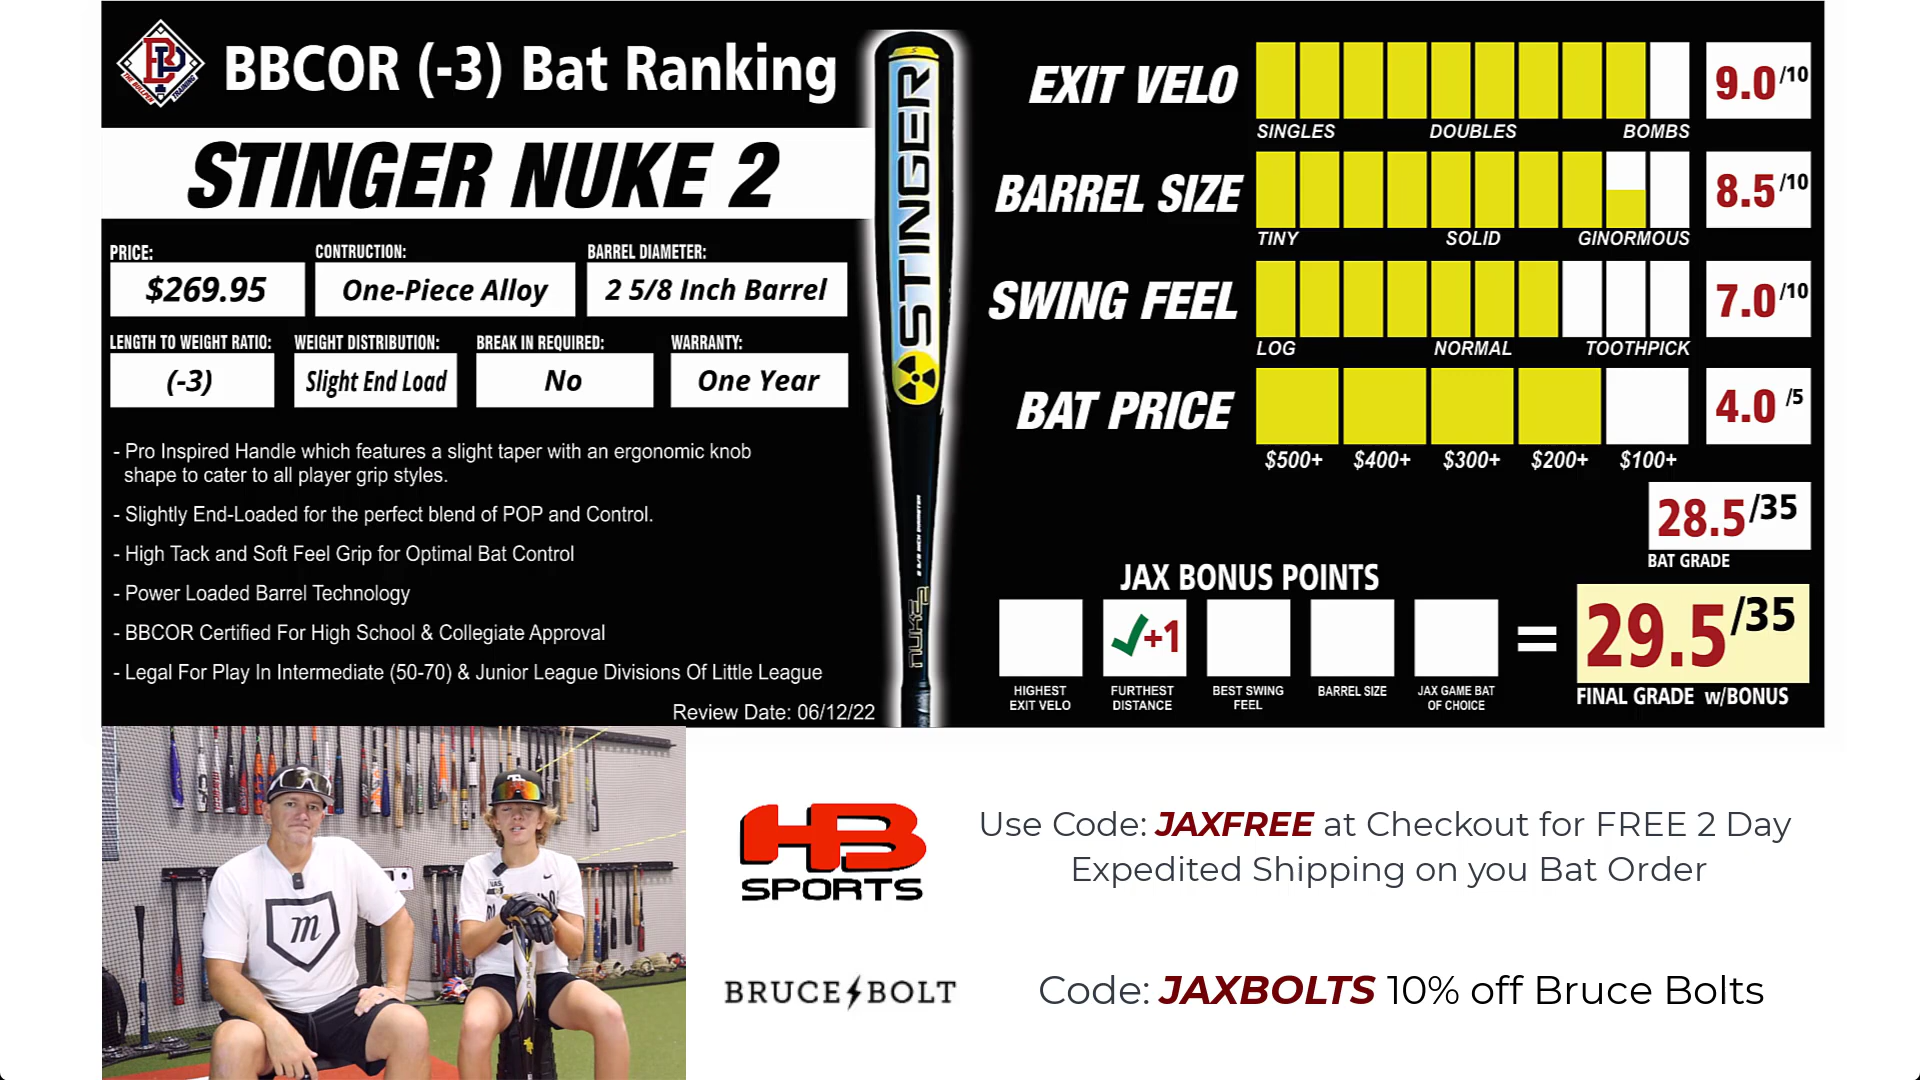 BBCOR (-3) Bat Ranking
STINGER NUKE 2
PRICE:
$269.95
CONTRUCTION:
One-Piece Alloy
BARREL DIAMETER:
2 5/8 Inch Barrel
LENGTH TO WEIGHT RATIO:
(-3)
WEIGHT DISTRIBUTION:
Slight End Load
BREAK IN REQUIRED:
No
WARRANTY:
One Year
- Pro Inspired Handle which features a slight taper with an ergonomic knob
shape to cater to all player grip styles.
- Slightly End-Loaded for the perfect blend of POP and Control.
- High Tack and Soft Feel Grip for Optimal Bat Control
- Power Loaded Barrel Technology
- BBCOR Certified For High School & Collegiate Approval
- Legal For Play In Intermediate (50-70) & Junior League Divisions Of Little League
Review Date: 06/12/22
STINGER
NUKE 2
EXIT VELO
9.0/10
SINGLES DOUBLES BOMBS
BARREL SIZE
8.5/10
TINY SOLID GINORMOUS
SWING FEEL
7.0/10
LOG NORMAL TOOTHPICK
BAT PRICE
4.0 /5
$500+ $400+ $300+ $200+ $100+
28.5/35
BAT GRADE
JAX BONUS POINTS
✓+1
=
29.5/35
HIGHEST
EXIT VELO
FURTHEST
DISTANCE
BEST SWING
FEEL
BARREL SIZE
JAX GAME BAT
OF CHOICE
FINAL GRADE w/BONUS
m
HB
SPORTS
Use Code: JAXFREE at Checkout for FREE 2 Day
Expedited Shipping on you Bat Order
BRUCE BOLT
Code: JAXBOLTS 10% off Bruce Bolts